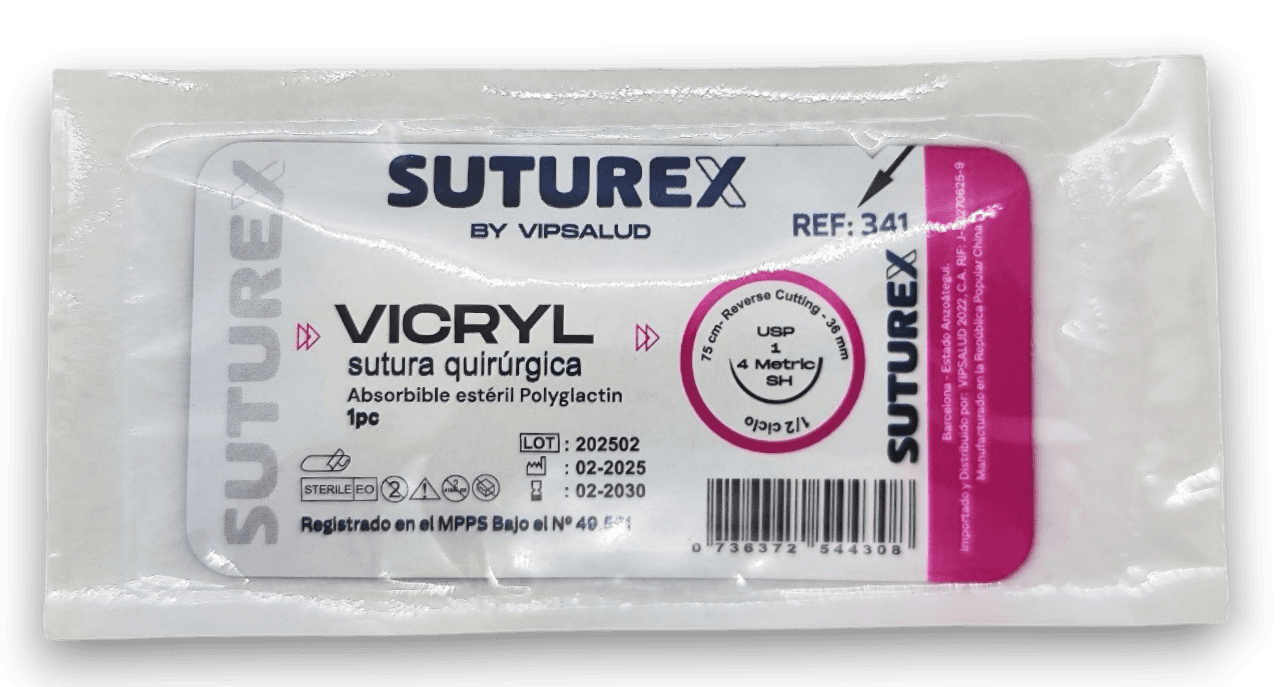 SUTUREX
SUTUREX
BY VIPSALUD
REF: 341
VICRYL
sutura quirúrgica
Absorbible estéril Polyglactin
1pc
75 cm- Reverse Cutting - 36 mm
USP
1
4 Metric
SH
1/2 ciclo
SUTUREX
LOT : 202502
: 02-2025
: 02-2030
STERILE EO
2
2
Registrado en el MPPS Bajo el Nº
0 736372 544308
Barcelona - Estado Anzoátegui.
Importado y Distribuido por: VIPSALUD 2022, C.A. RIF:
Manufacturado en la República Popular China